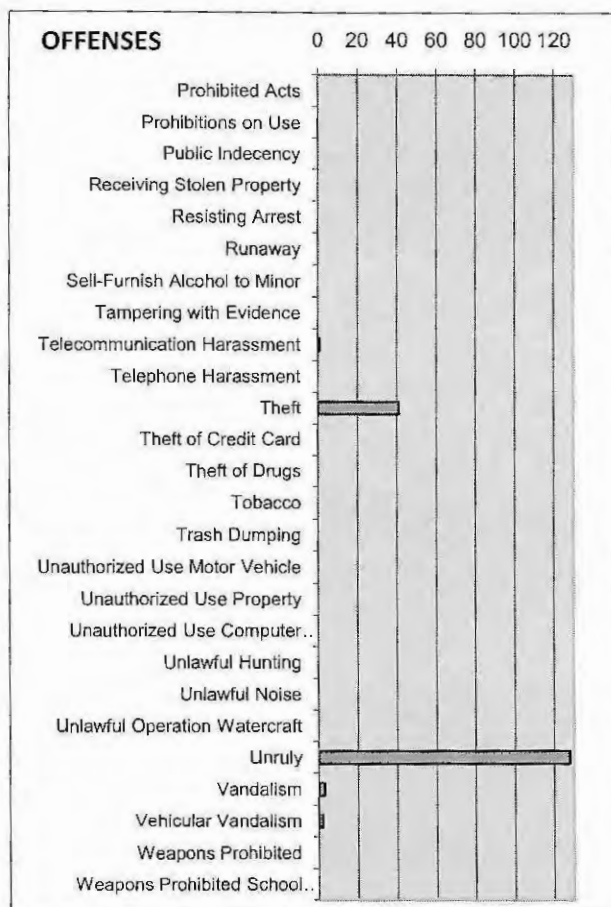 OFFENSES 0 20 40 60 80 100 120
Prohibited Acts
Prohibitions on Use
Public Indecency
Receiving Stolen Property
Resisting Arrest
Runaway
Sell-Furnish Alcohol to Minor
Tampering with Evidence
Telecommunication Harassment
Telephone Harassment
Theft
Theft of Credit Card
Theft of Drugs
Tobacco
Trash Dumping
Unauthorized Use Motor Vehicle
Unauthorized Use Property
Unauthorized Use Computer..
Unlawful Hunting
Unlawful Noise
Unlawful Operation Watercraft
Unruly
Vandalism
Vehicular Vandalism
Weapons Prohibited
Weapons Prohibited School..